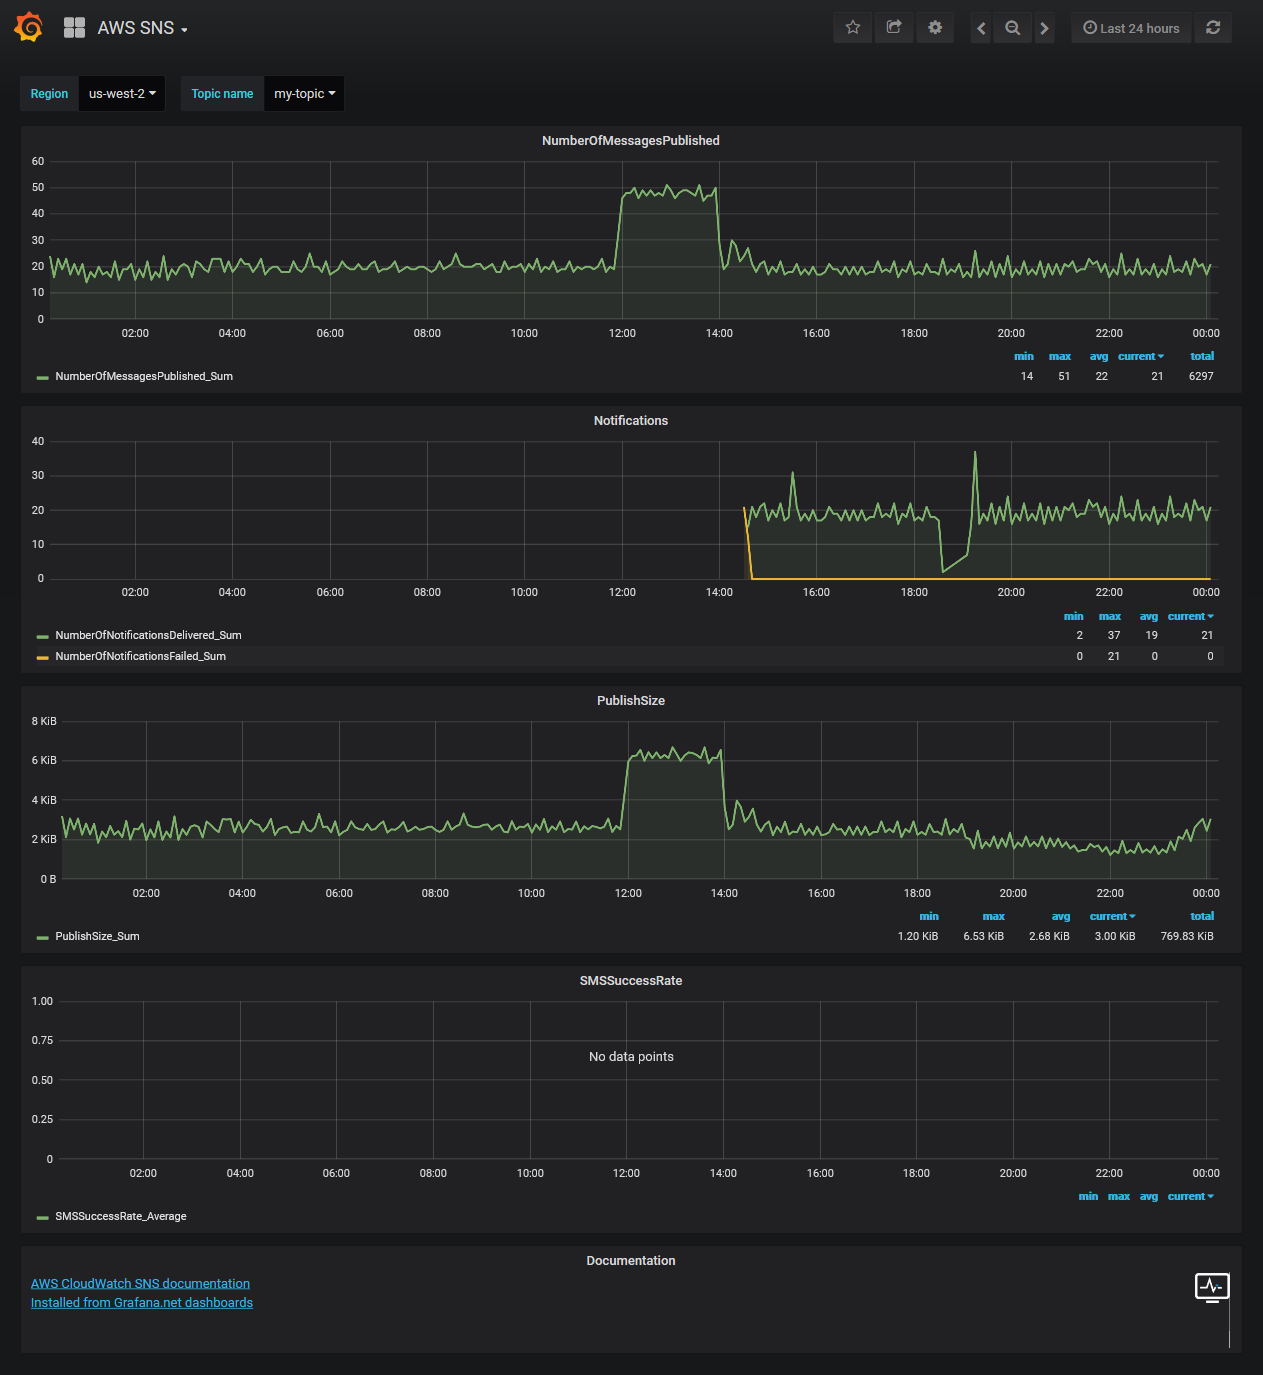 AWS SNS
Last 24 hours
Region us-west-2 Topic name my-topic
NumberOfMessagesPublished
60
50
40
30
20
10
0
02:00 04:00 06:00 08:00 10:00 12:00 14:00 16:00 18:00 20:00 22:00 00:00
min max avg current total
NumberOfMessagesPublished_Sum 14 51 22 21 6297
Notifications
40
30
20
10
0
02:00 04:00 06:00 08:00 10:00 12:00 14:00 16:00 18:00 20:00 22:00 00:00
min max avg current
NumberOfNotificationsDelivered_Sum 2 37 19 21
NumberOfNotificationsFailed_Sum 0 21 0 0
PublishSize
8 KiB
6 KiB
4 KiB
2 KiB
0 B
02:00 04:00 06:00 08:00 10:00 12:00 14:00 16:00 18:00 20:00 22:00 00:00
min max avg current total
PublishSize_Sum 1.20 KiB 6.53 KiB 2.68 KiB 3.00 KiB 769.83 KiB
SMSSuccessRate
1.00
0.75
No data points
0.50
0.25
0
02:00 04:00 06:00 08:00 10:00 12:00 14:00 16:00 18:00 20:00 22:00 00:00
min max avg current
SMSSuccessRate_Average
Documentation
AWS CloudWatch SNS documentation
Installed from Grafana.net dashboards